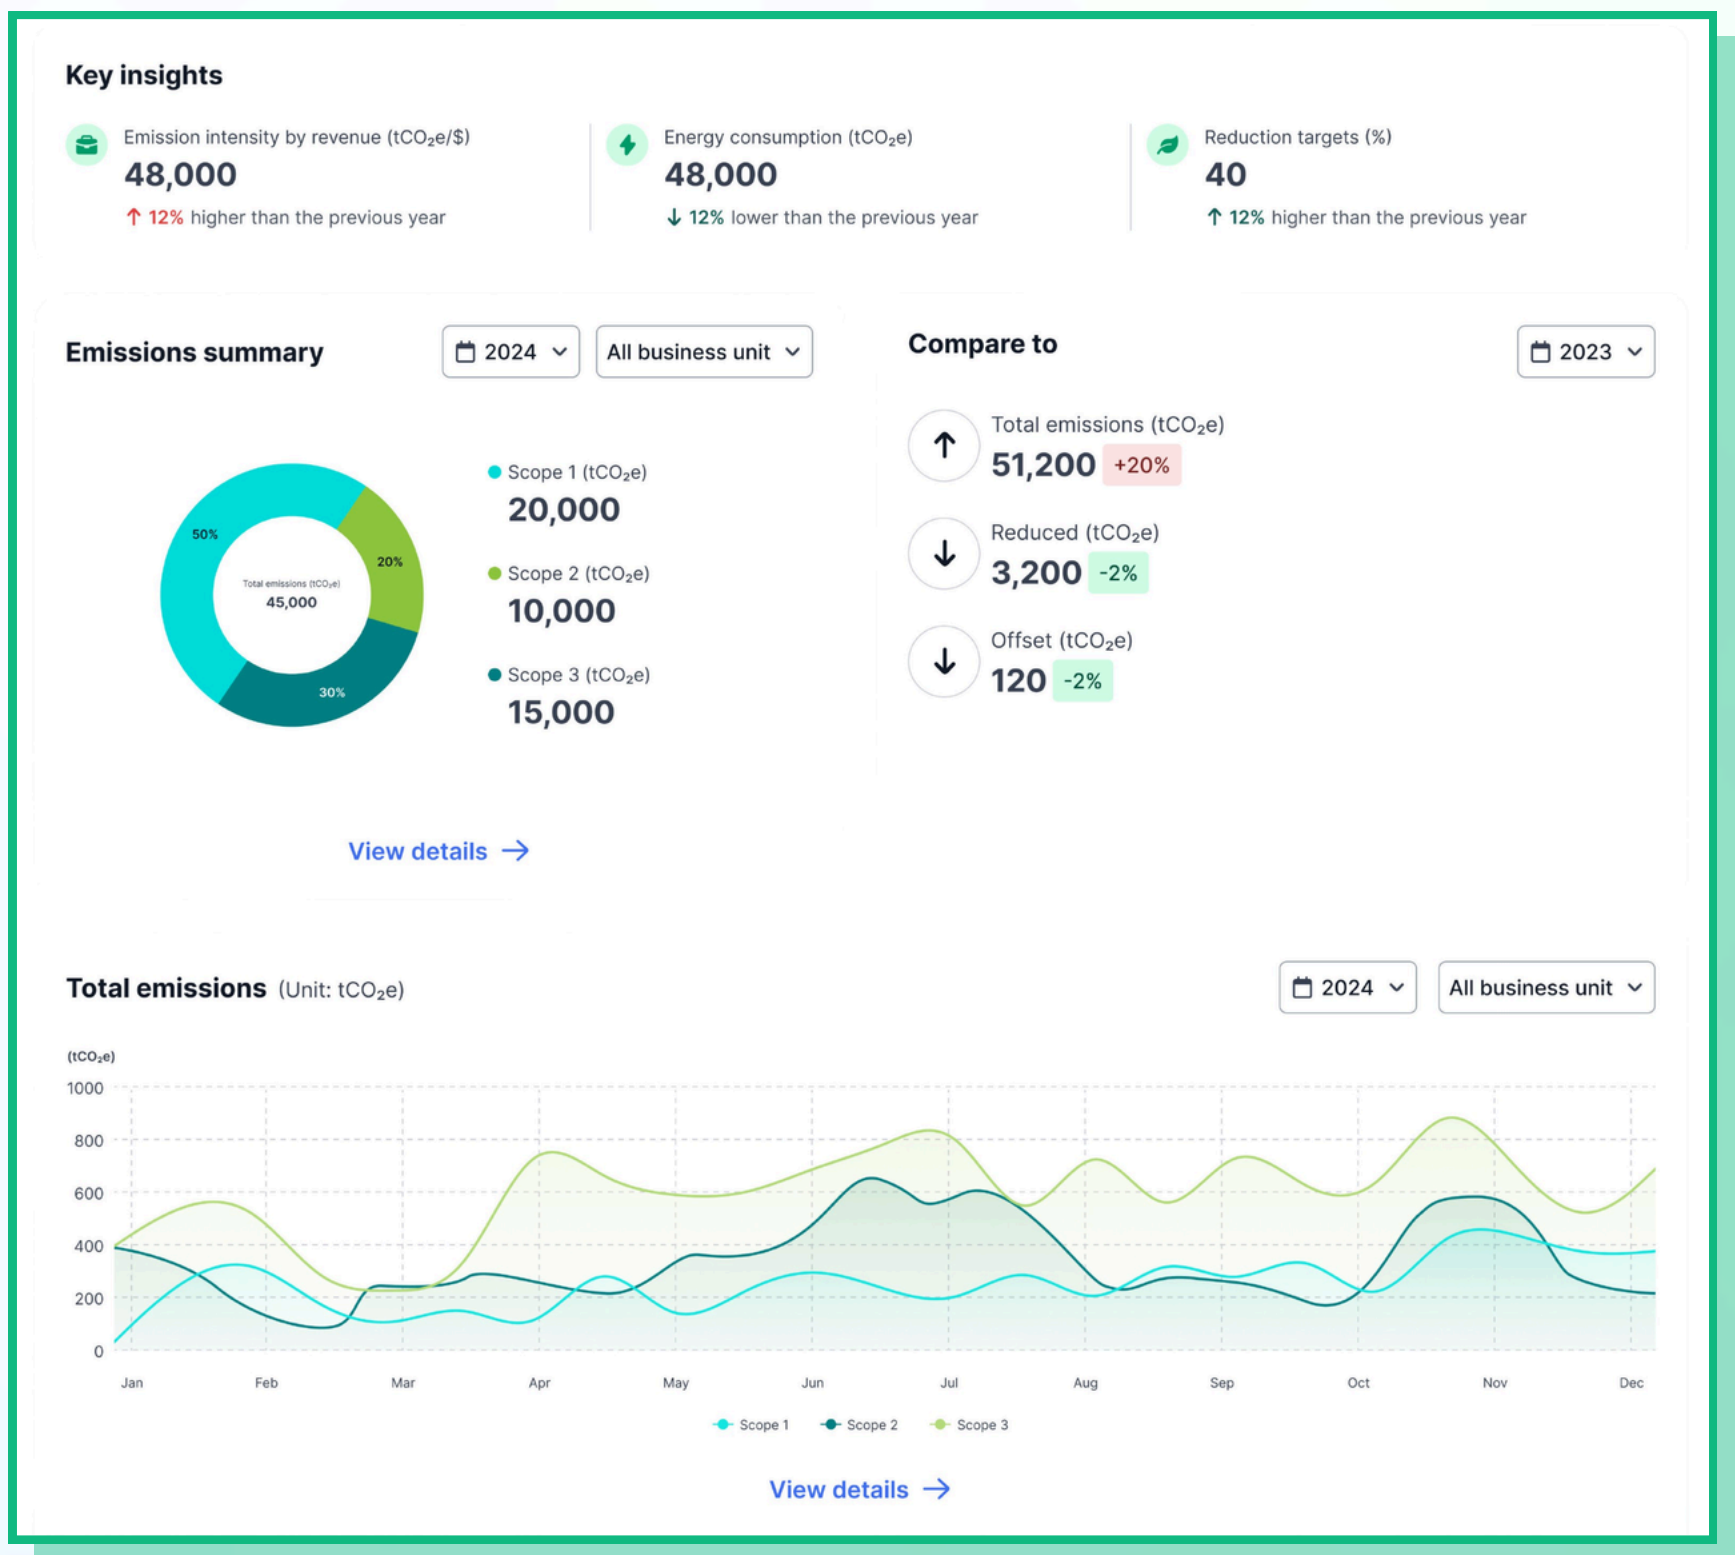 Key insights
Emission intensity by revenue (tCO₂e/$)
48,000
↑ 12% higher than the previous year
Energy consumption (tCO₂e)
48,000
↓ 12% lower than the previous year
Reduction targets (%)
40
↑ 12% higher than the previous year
Emissions summary
2024
All business unit
50%
20%
30%
Total emissions (tCO₂e)
45,000
Scope 1 (tCO₂e)
20,000
Scope 2 (tCO₂e)
10,000
Scope 3 (tCO₂e)
15,000
View details →
Compare to
2023
Total emissions (tCO₂e)
51,200 +20%
Reduced (tCO₂e)
3,200 -2%
Offset (tCO₂e)
120 -2%
Total emissions (Unit: tCO₂e)
2024
All business unit
(tCO₂e)
1000
800
600
400
200
0
Jan Feb Mar Apr May Jun Jul Aug Sep Oct Nov Dec
Scope 1 Scope 2 Scope 3
View details →